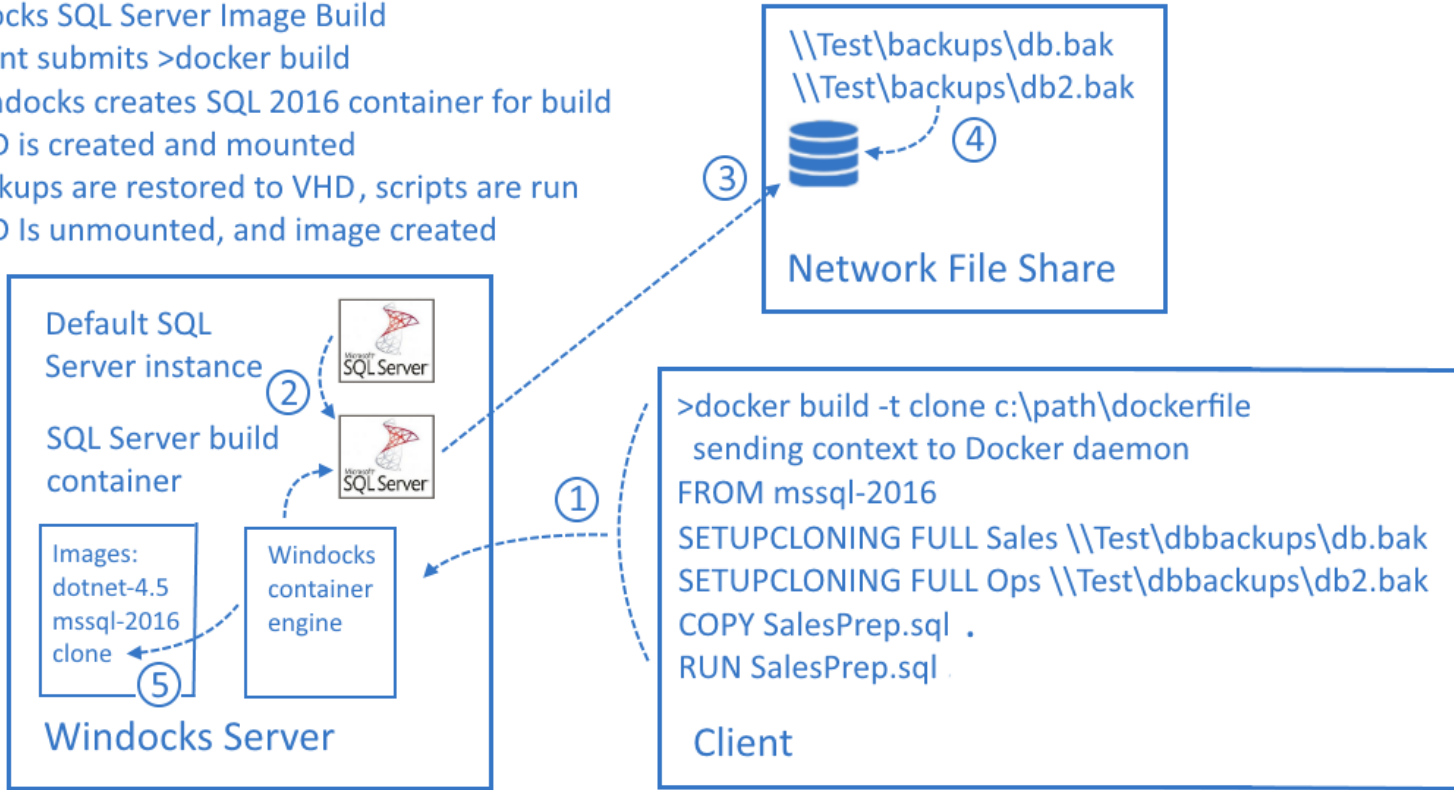 ocks SQL Server Image Build
nt submits >docker build
ndocks creates SQL 2016 container for build
D is created and mounted
kups are restored to VHD, scripts are run
D Is unmounted, and image created
\\Test\backups\db.bak
\\Test\backups\db2.bak
4
3
Network File Share
Default SQL
Server instance
Microsoft
SQL Server
2
SQL Server build
container
Microsoft
SQL Server
1
Images:
dotnet-4.5
mssql-2016
clone
5
Windocks
container
engine
Windocks Server
>docker build -t clone c:\path\dockerfile
sending context to Docker daemon
FROM mssql-2016
SETUPCLONING FULL Sales \\Test\dbbackups\db.bak
SETUPCLONING FULL Ops \\Test\dbbackups\db2.bak
COPY SalesPrep.sql .
RUN SalesPrep.sql
Client